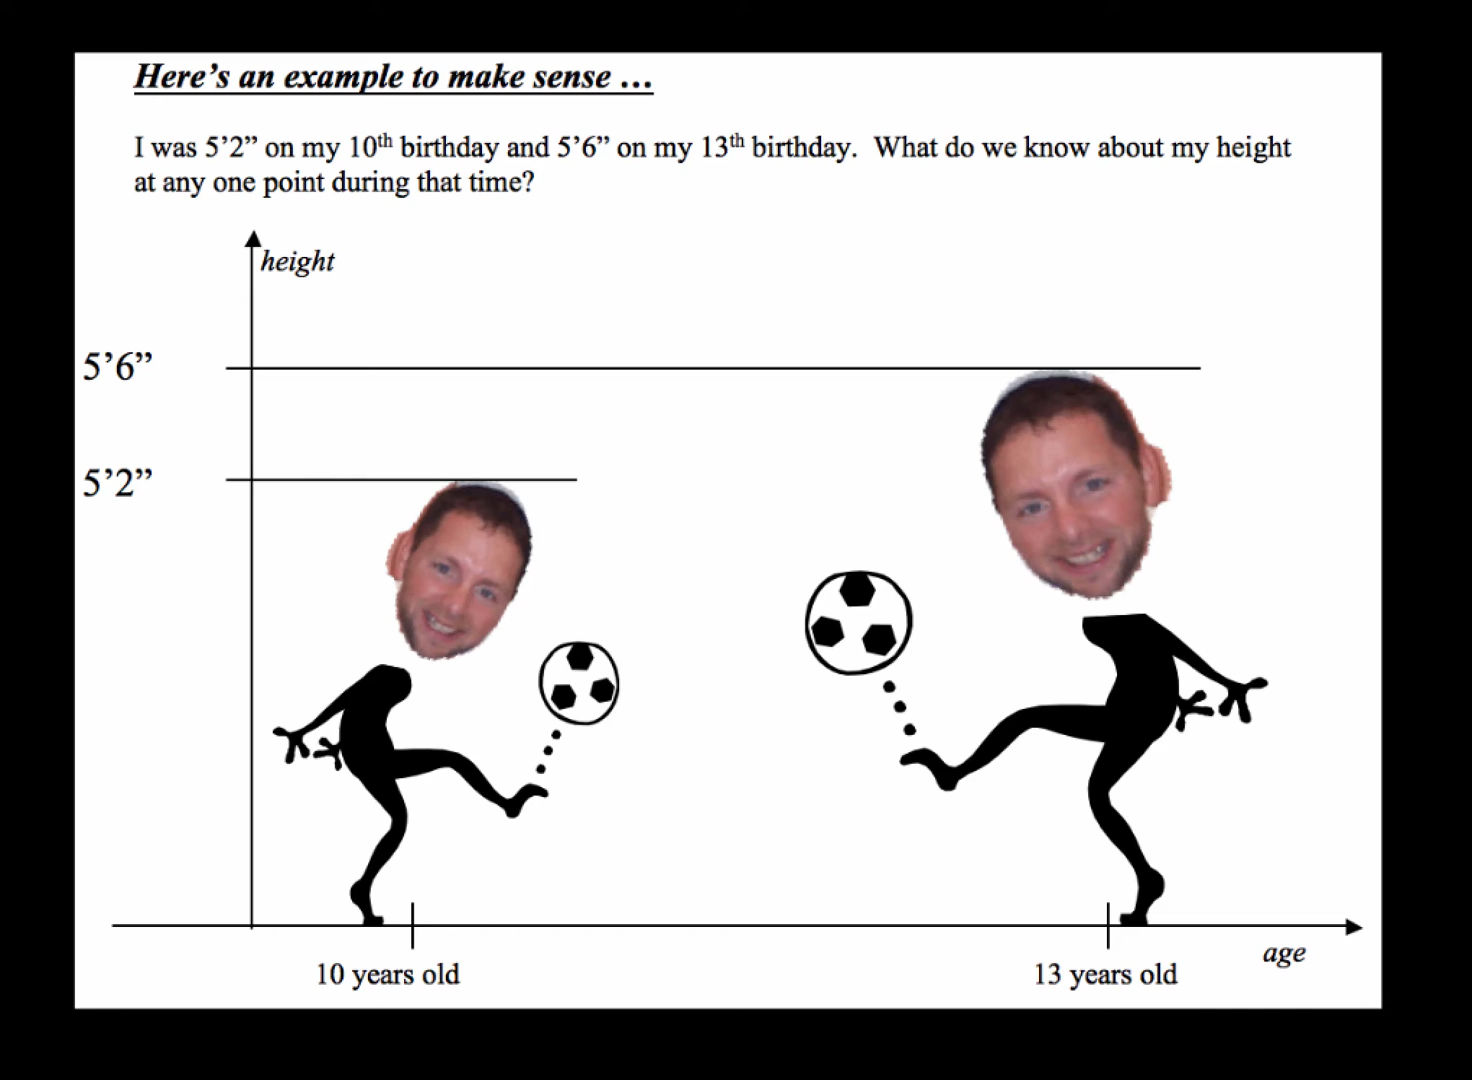 Here’s an example to make sense …
I was 5’2” on my 10th birthday and 5’6” on my 13th birthday.  What do we know about my height
at any one point during that time?
height
5’6”
5’2”
age
10 years old
13 years old